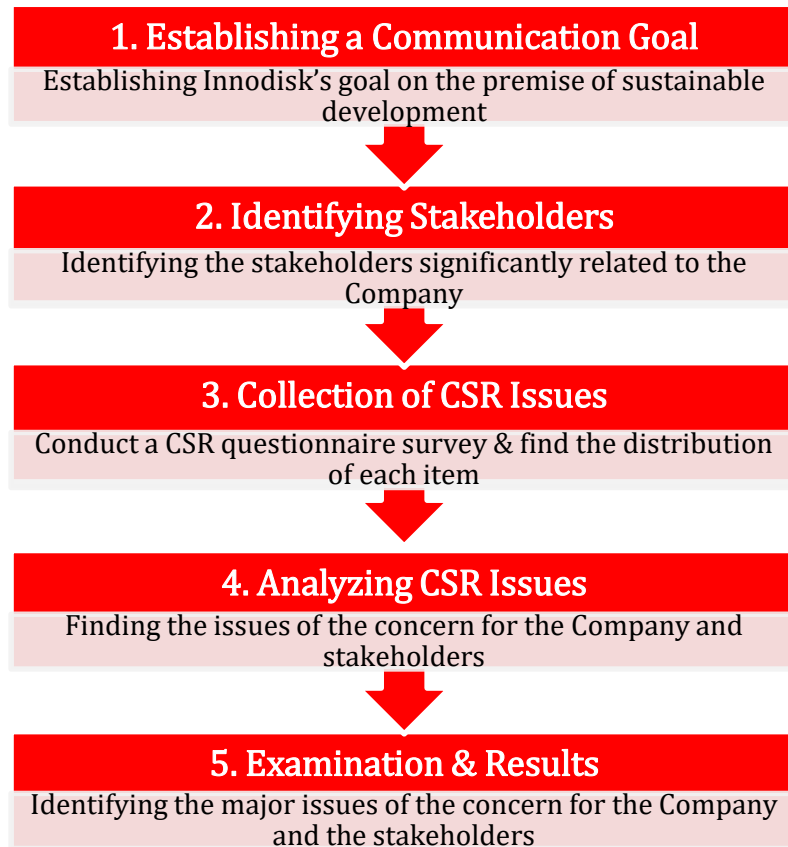 1. Establishing a Communication Goal
Establishing Innodisk's goal on the premise of sustainable
development
2. Identifying Stakeholders
Identifying the stakeholders significantly related to the
Company
3. Collection of CSR Issues
Conduct a CSR questionnaire survey & find the distribution
of each item
4. Analyzing CSR Issues
Finding the issues of the concern for the Company and
stakeholders
5. Examination & Results
Identifying the major issues of the concern for the Company
and the stakeholders